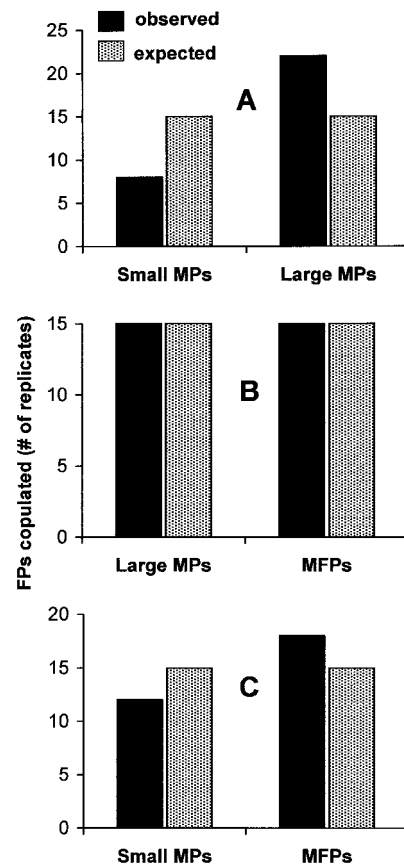 observed
expected
25
20
15
10
5
0
A
Small MPs
Large MPs
FPs copulated (# of replicates)
15
10
5
0
B
Large MPs
MFPs
20
15
10
5
0
C
Small MPs
MFPs